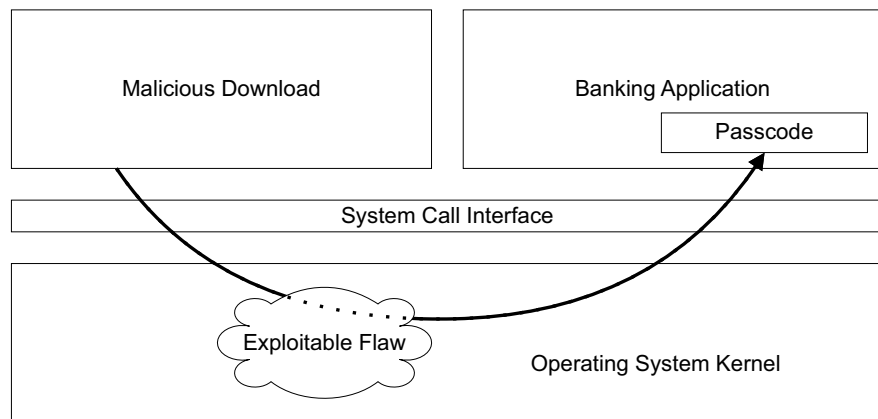 Malicious Download
Banking Application
Passcode
System Call Interface
Exploitable Flaw
Operating System Kernel